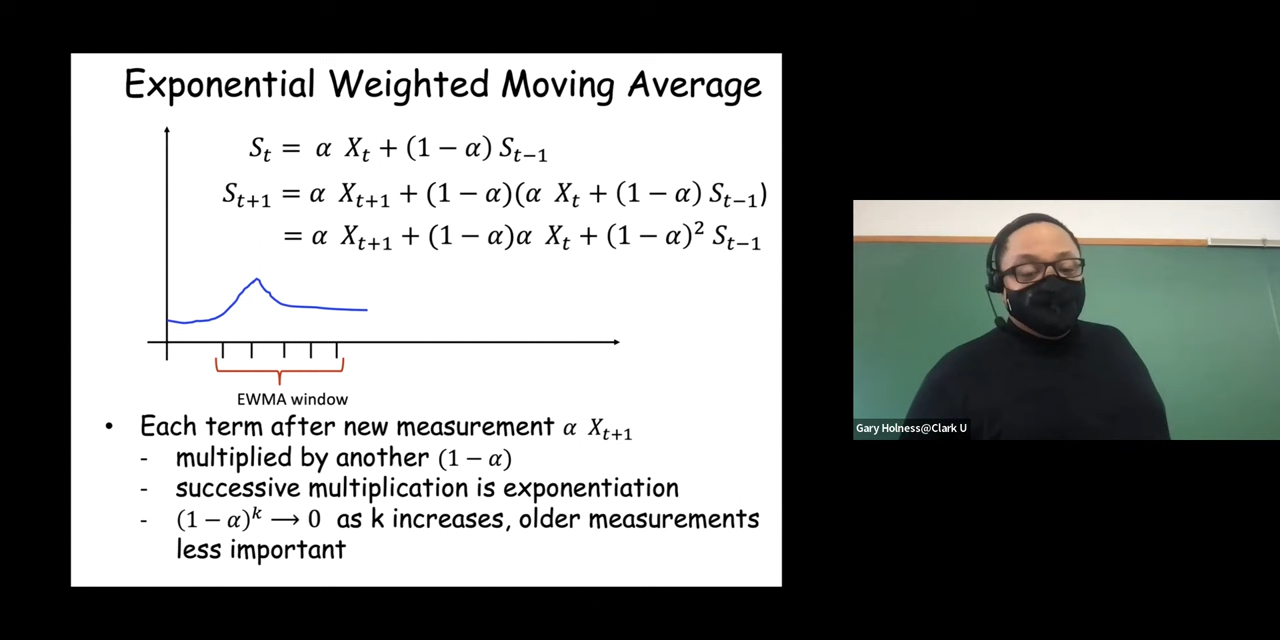 Exponential Weighted Moving Average
S_t = α X_t + (1 − α) S_{t−1}
S_{t+1} = α X_{t+1} + (1 − α)(α X_t + (1 − α) S_{t−1})
= α X_{t+1} + (1 − α)α X_t + (1 − α)² S_{t−1}
EWMA window
• Each term after new measurement α X_{t+1}
- multiplied by another (1 − α)
- successive multiplication is exponentiation
- (1 − α)^k → 0 as k increases, older measurements
less important
Gary Holness@Clark U